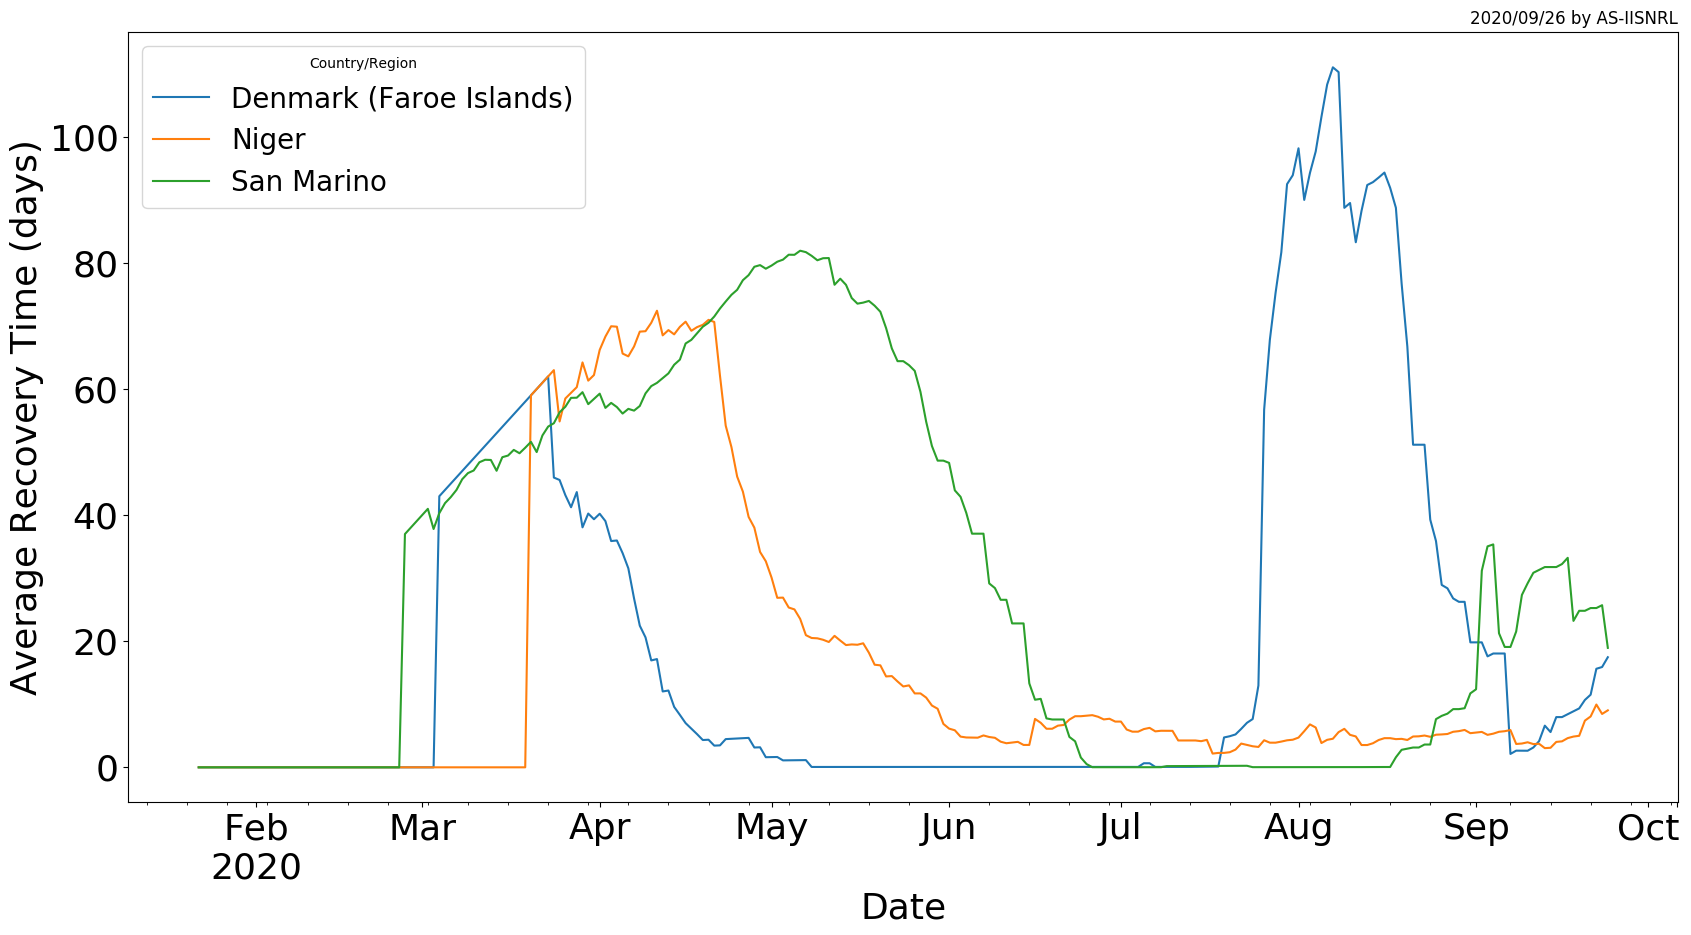 2020/09/26 by AS-IISNRL
Country/Region
Denmark (Faroe Islands)
Niger
San Marino
Average Recovery Time (days)
100
80
60
40
20
0
Feb Mar Apr May Jun Jul Aug Sep Oct
2020
Date